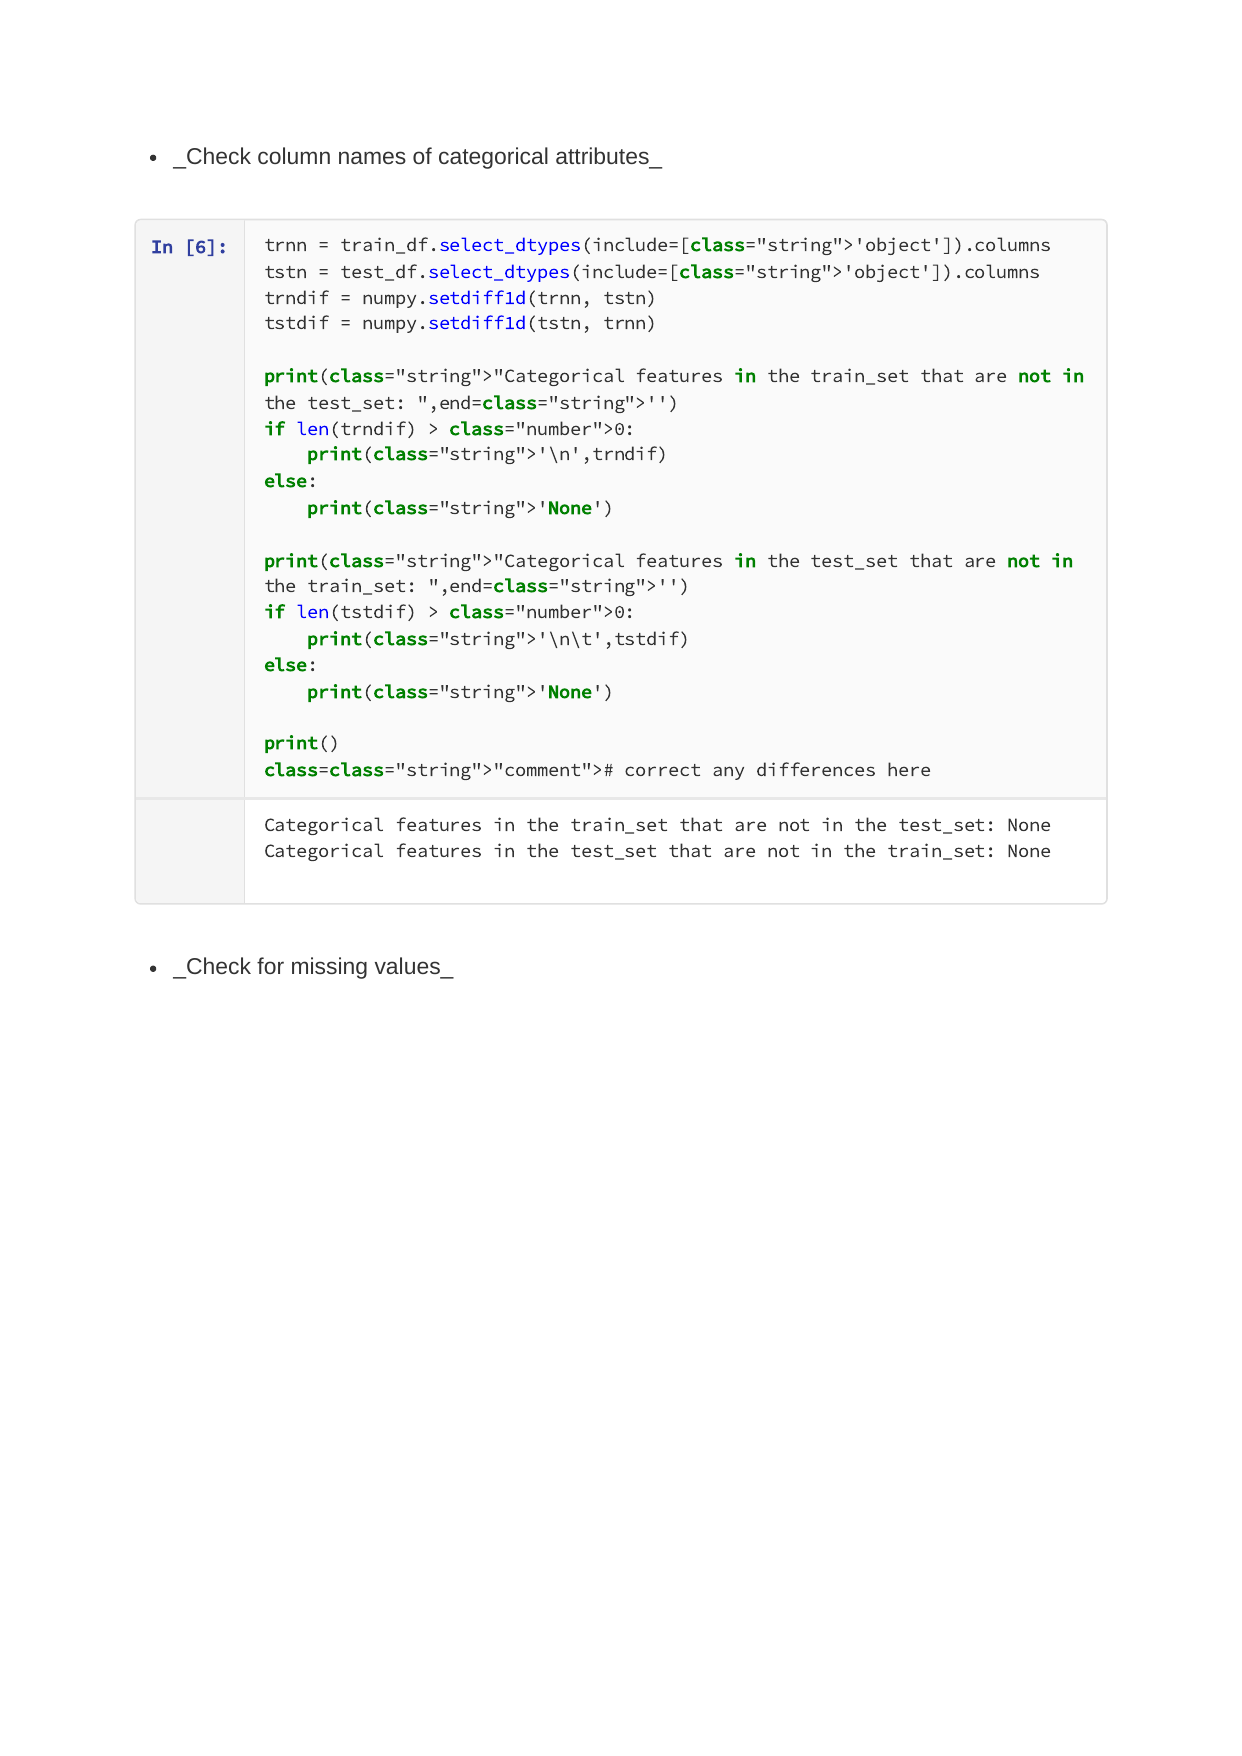 • _Check column names of categorical attributes_
In [6]:
trnn = train_df.select_dtypes(include=[class="string">'object']).columns
tstn = test_df.select_dtypes(include=[class="string">'object']).columns
trndif = numpy.setdiff1d(trnn, tstn)
tstdif = numpy.setdiff1d(tstn, trnn)

print(class="string">"Categorical features in the train_set that are not in
the test_set: ",end=class="string">'')
if len(trndif) > class="number">0:
    print(class="string">'\n',trndif)
else:
    print(class="string">'None')

print(class="string">"Categorical features in the test_set that are not in
the train_set: ",end=class="string">'')
if len(tstdif) > class="number">0:
    print(class="string">'\n\t',tstdif)
else:
    print(class="string">'None')

print()
class=class="string">"comment"># correct any differences here
Categorical features in the train_set that are not in the test_set: None
Categorical features in the test_set that are not in the train_set: None
• _Check for missing values_